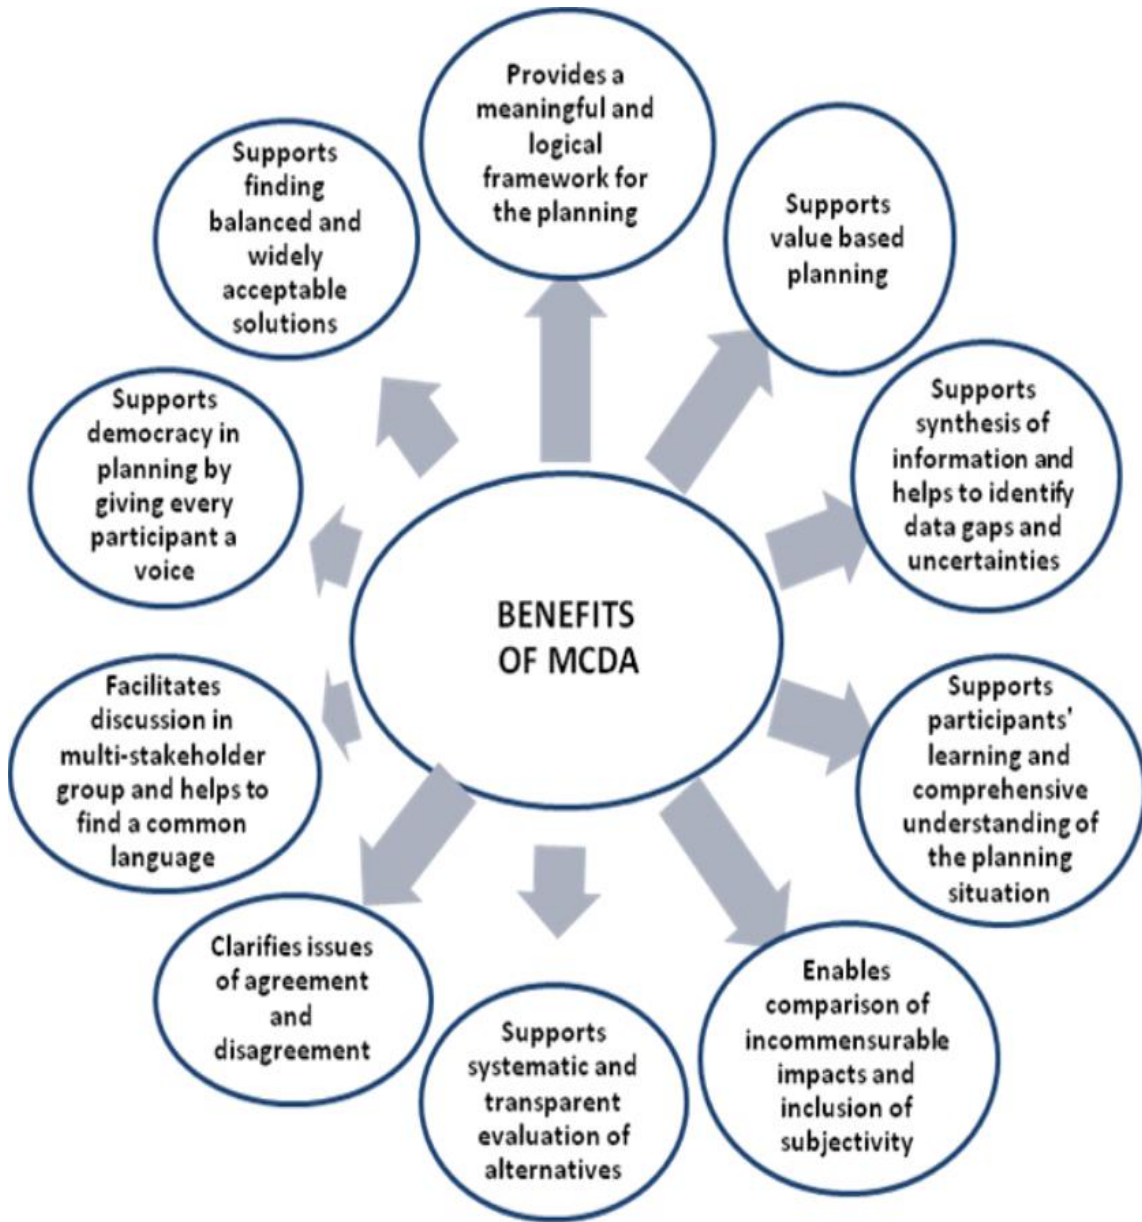 Provides a
meaningful and
logical
framework for
the planning
Supports
value based
planning
Supports
synthesis of
information and
helps to identify
data gaps and
uncertainties
Supports
participants’
learning and
comprehensive
understanding of
the planning
situation
Enables
comparison of
incommensurable
impacts and
inclusion of
subjectivity
Supports
systematic and
transparent
evaluation of
alternatives
Clarifies issues
of agreement
and
disagreement
Facilitates
discussion in
multi-stakeholder
group and helps to
find a common
language
Supports
democracy in
planning by
giving every
participant a
voice
Supports
finding
balanced and
widely
acceptable
solutions
BENEFITS
OF MCDA